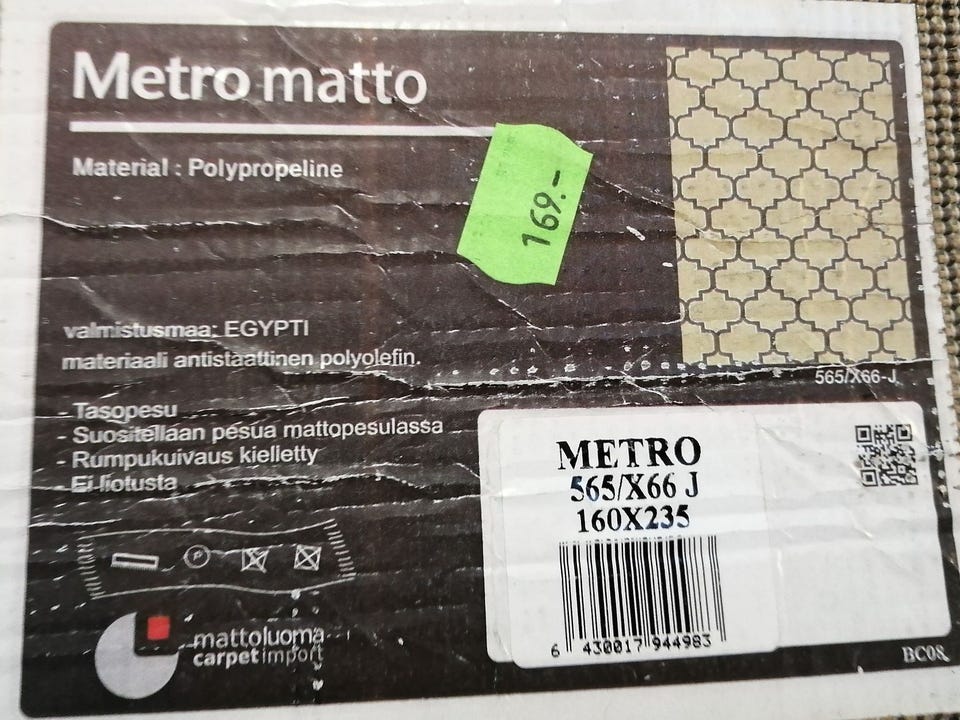 Metro matto
Material : Polypropeline
169.-
valmistusmaa: EGYPTI
materiaali antistaattinen polyolefin.
565/X66-J
- Tasopesu
- Suositellaan pesua mattopesulassa
- Rumpukuivaus kielletty
- Ei liotusta
METRO
565/X66 J
160X235
6 430017 944983
P
mattoluoma
carpet import
BC08